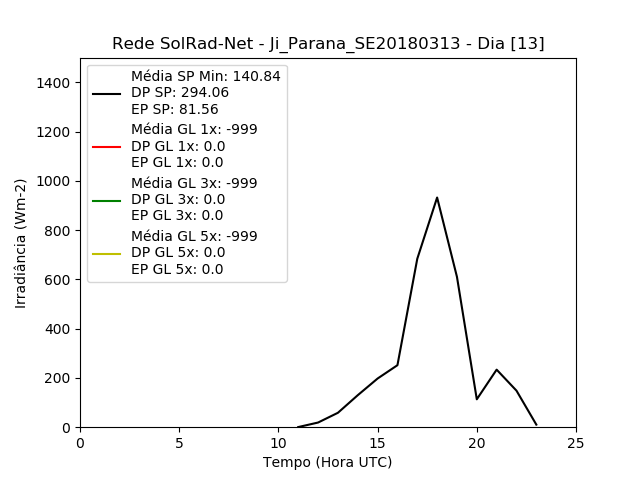 Rede SolRad-Net - Ji_Parana_SE20180313 - Dia [13]
Média SP Min: 140.84
DP SP: 294.06
EP SP: 81.56
Média GL 1x: -999
DP GL 1x: 0.0
EP GL 1x: 0.0
Média GL 3x: -999
DP GL 3x: 0.0
EP GL 3x: 0.0
Média GL 5x: -999
DP GL 5x: 0.0
EP GL 5x: 0.0
Irradiância (Wm-2)
1400
1200
1000
800
600
400
200
0
0 5 10 15 20 25
Tempo (Hora UTC)